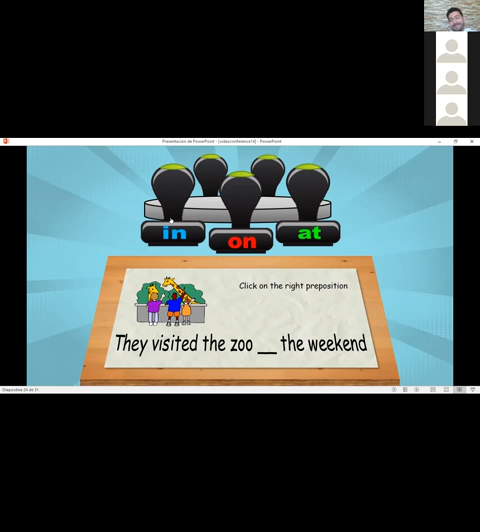 Presentación de PowerPoint - [videoconference14] - PowerPoint
in
on
at
Click on the right preposition
They visited the zoo __ the weekend
Diapositiva 24 de 31